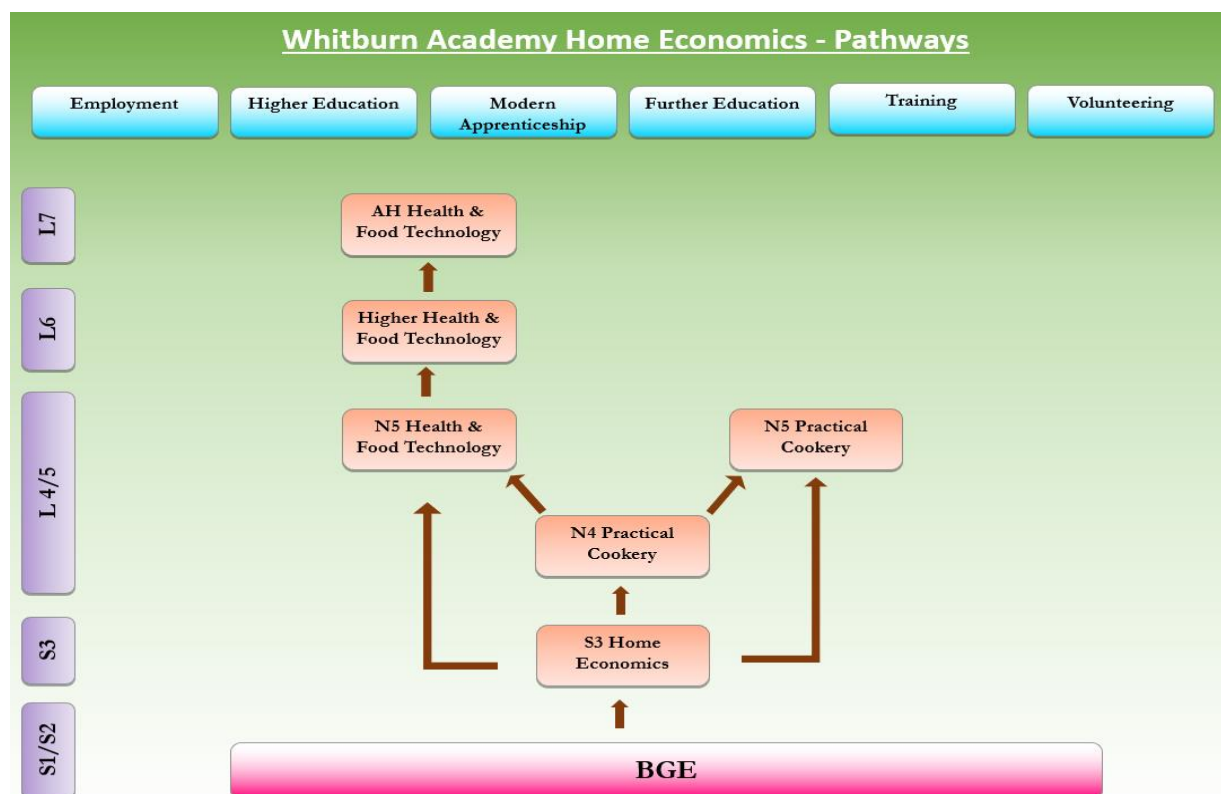 Whitburn Academy Home Economics - Pathways
Employment
Higher Education
Modern
Apprenticeship
Further Education
Training
Volunteering
L7
AH Health &
Food Technology
L6
Higher Health &
Food Technology
L 4/5
N5 Health &
Food Technology
N5 Practical
Cookery
N4 Practical
Cookery
S3
S3 Home
Economics
S1/S2
BGE